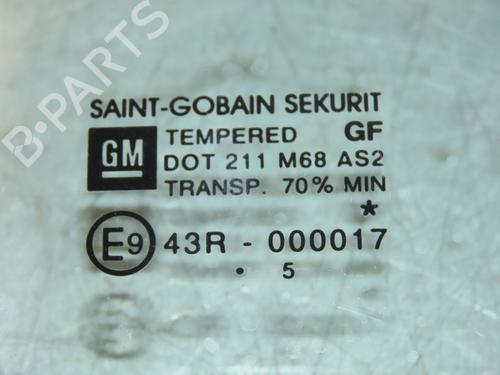 B-PARTS
SAINT-GOBAIN SEKURIT
GM TEMPERED GF
DOT 211 M68 AS2
TRANSP. 70% MIN
*
E9 43R - 000017
. 5